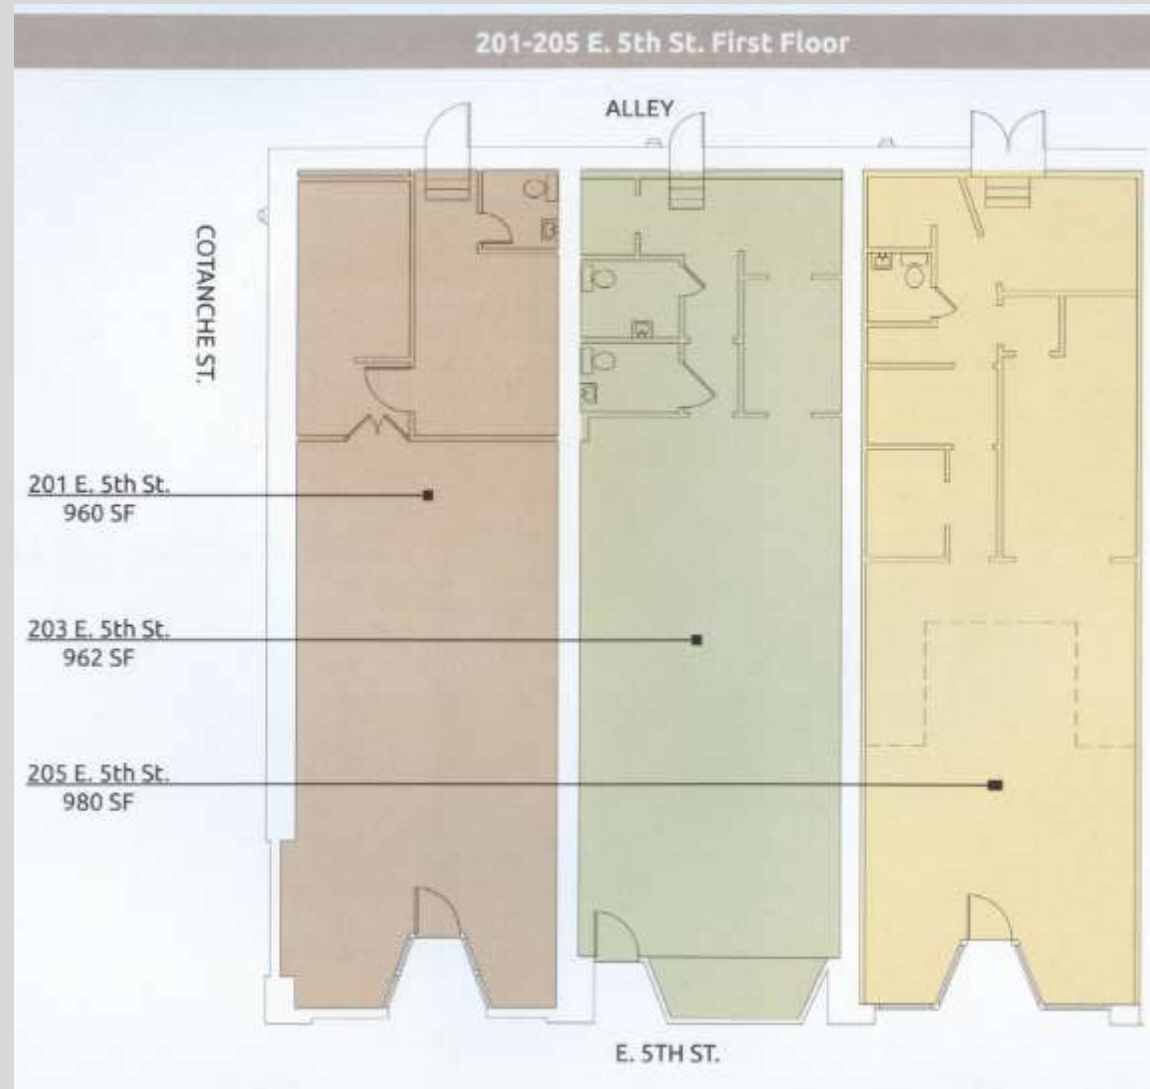 201-205 E. 5th St. First Floor
ALLEY
COTANCHE ST.
201 E. 5th St.
960 SF
203 E. 5th St.
962 SF
205 E. 5th St.
980 SF
E. 5TH ST.